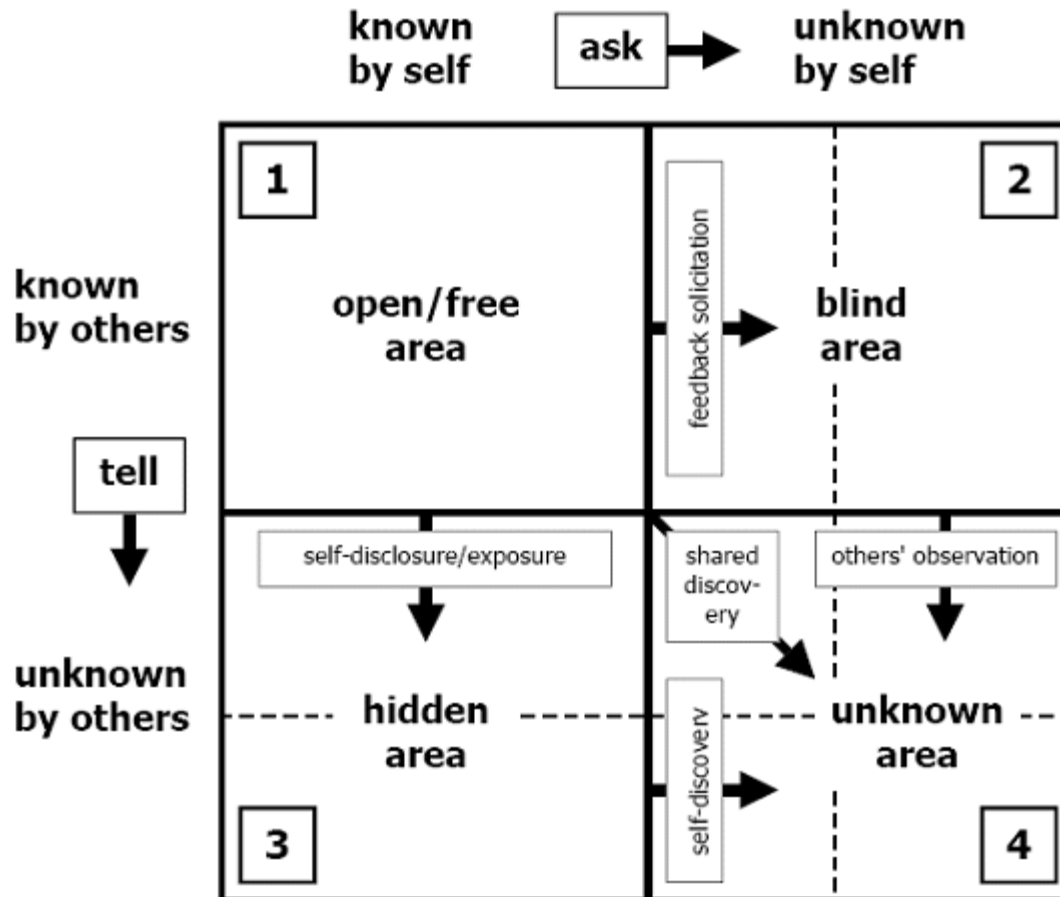 known
by self
ask
unknown
by self
1
2
known
by others
open/free
area
feedback solicitation
blind
area
tell
self-disclosure/exposure
shared
discov-
ery
others' observation
unknown
by others
hidden
area
self-discovery
unknown
area
3
4